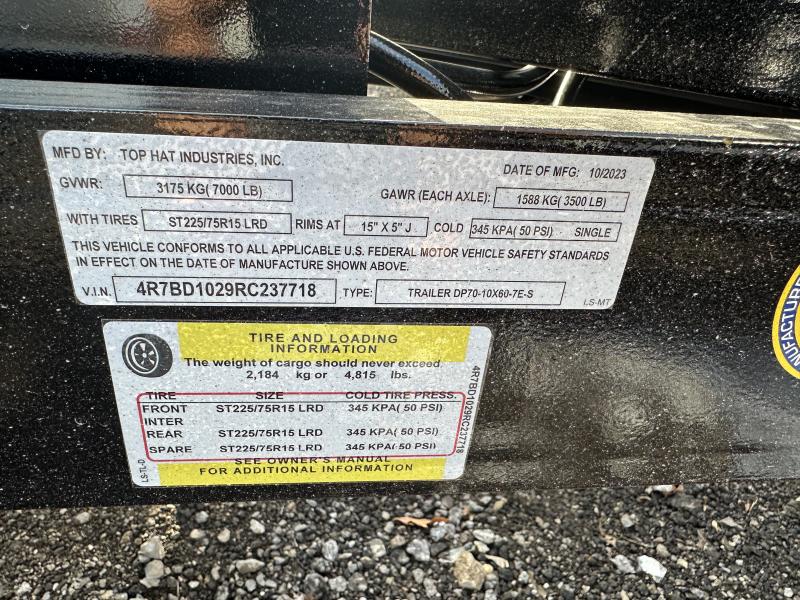 MFD BY: TOP HAT INDUSTRIES, INC. DATE OF MFG: 10/2023
GVWR: 3175 KG( 7000 LB) GAWR (EACH AXLE): 1588 KG( 3500 LB)
WITH TIRES ST225/75R15 LRD RIMS AT 15" X 5" J COLD 345 KPA( 50 PSI) SINGLE
THIS VEHICLE CONFORMS TO ALL APPLICABLE U.S. FEDERAL MOTOR VEHICLE SAFETY STANDARDS
IN EFFECT ON THE DATE OF MANUFACTURE SHOWN ABOVE.
V.I.N. 4R7BD1029RC237718 TYPE: TRAILER DP70-10X60-7E-S
LS-MT
TIRE AND LOADING
INFORMATION
The weight of cargo should never exceed
2,184 kg or 4,815 lbs.
TIRE SIZE COLD TIRE PRESS.
FRONT ST225/75R15 LRD 345 KPA( 50 PSI)
INTER
REAR ST225/75R15 LRD 345 KPA( 50 PSI)
SPARE ST225/75R15 LRD 345 KPA( 50 PSI)
SEE OWNER'S MANUAL
FOR ADDITIONAL INFORMATION
LS-TL-D
4R7BD1029RC237718